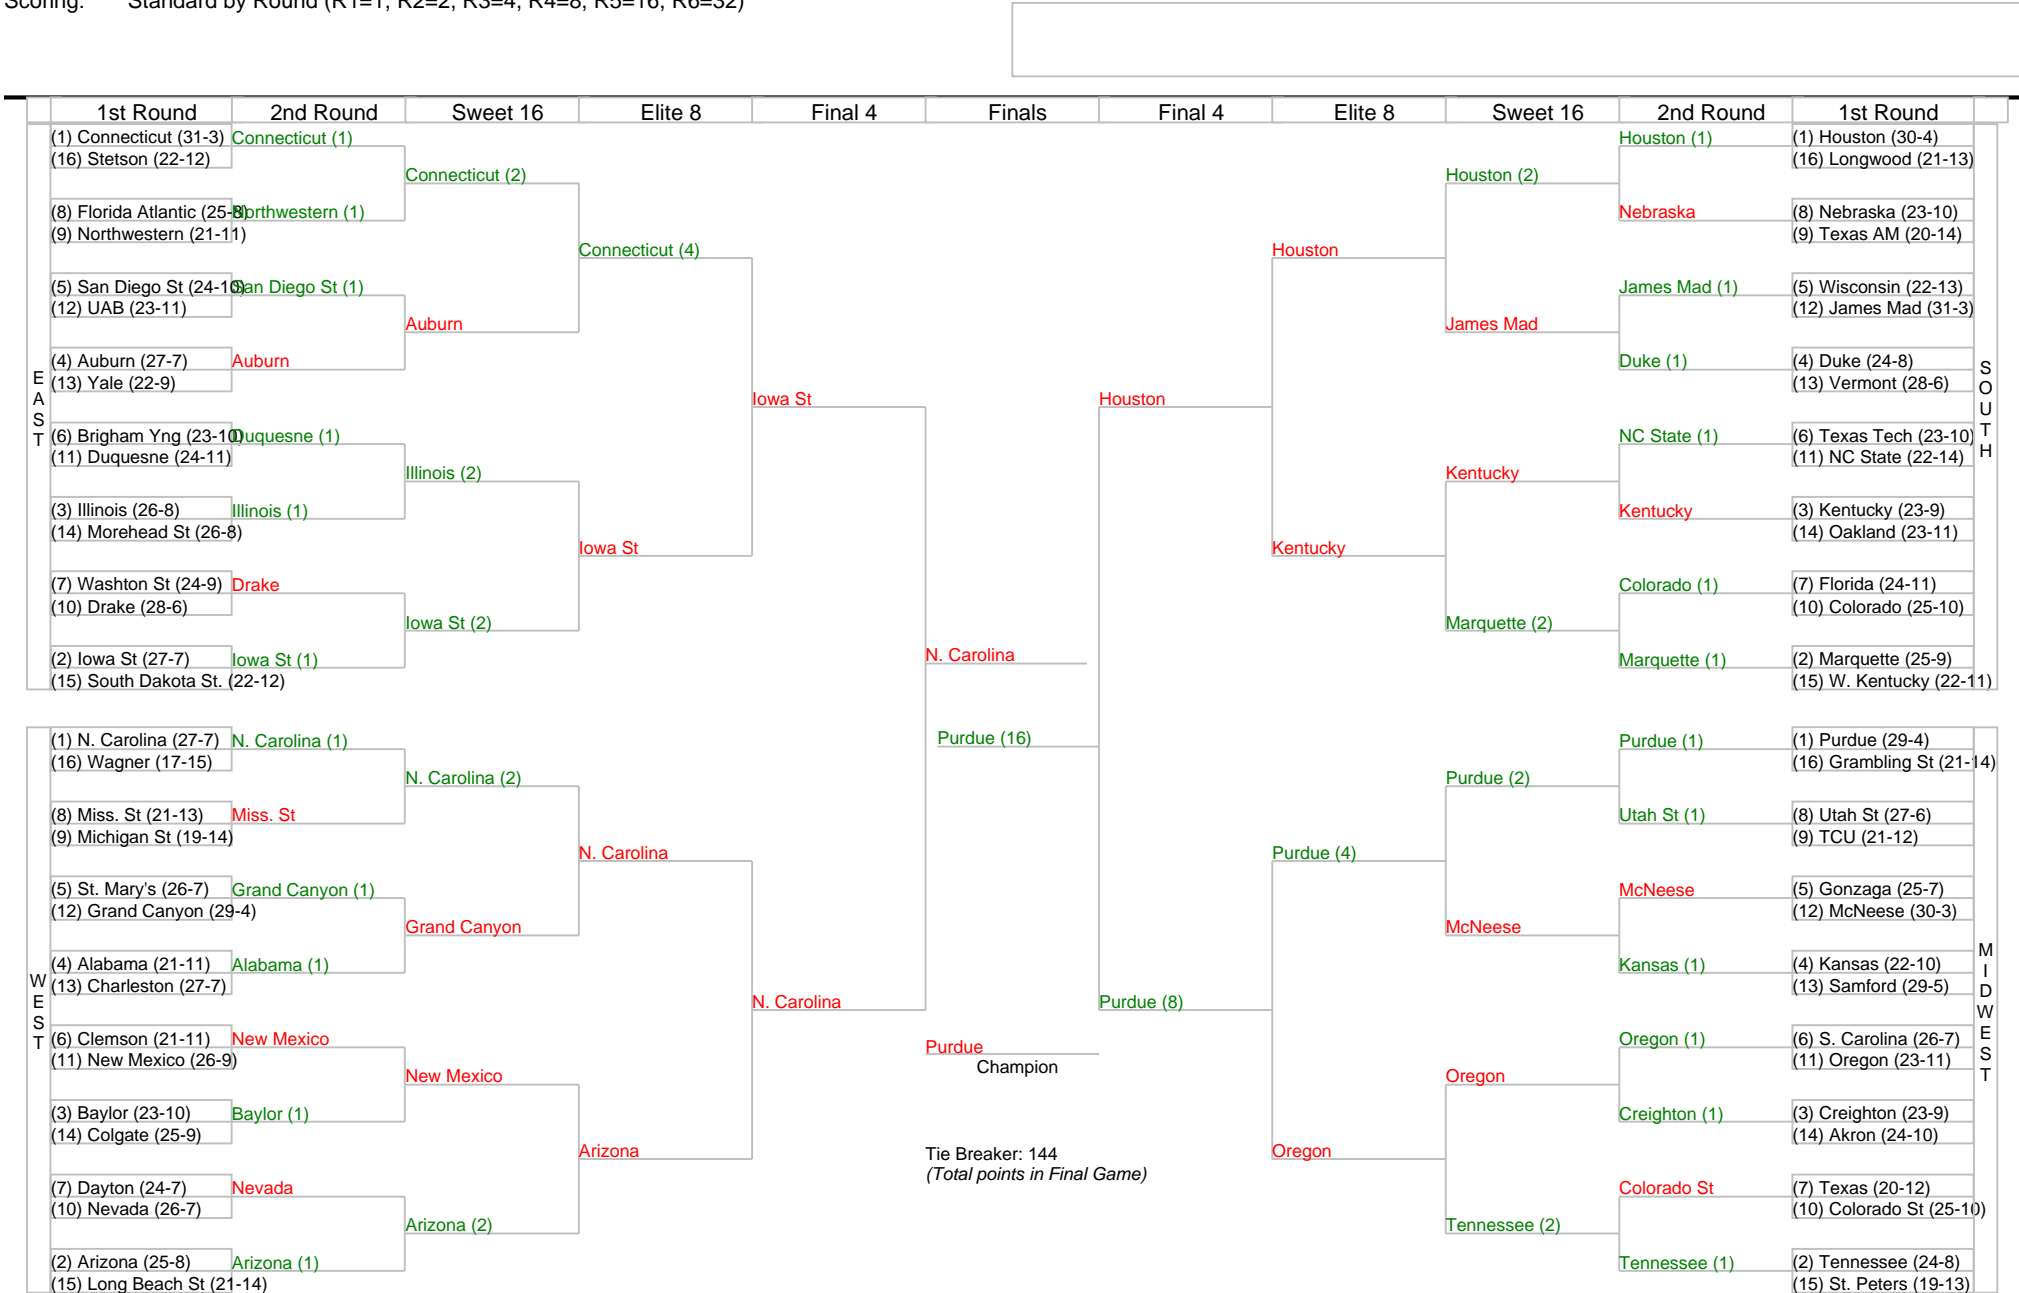 Scoring: Standard by Round (R1=1, R2=2, R3=4, R4=8, R5=16, R6=32)
1st Round 2nd Round Sweet 16 Elite 8 Final 4 Finals Final 4 Elite 8 Sweet 16 2nd Round 1st Round
EAST
(1) Connecticut (31-3)
(16) Stetson (22-12)
(8) Florida Atlantic (25-8)
(9) Northwestern (21-11)
(5) San Diego St (24-10)
(12) UAB (23-11)
(4) Auburn (27-7)
(13) Yale (22-9)
(6) Brigham Yng (23-10)
(11) Duquesne (24-11)
(3) Illinois (26-8)
(14) Morehead St (26-8)
(7) Washton St (24-9)
(10) Drake (28-6)
(2) Iowa St (27-7)
(15) South Dakota St. (22-12)
Connecticut (1)
Northwestern (1)
San Diego St (1)
Auburn
Duquesne (1)
Illinois (1)
Drake
Iowa St (1)
Connecticut (2)
Auburn
Illinois (2)
Iowa St (2)
Connecticut (4)
Iowa St
Iowa St
WEST
(1) N. Carolina (27-7)
(16) Wagner (17-15)
(8) Miss. St (21-13)
(9) Michigan St (19-14)
(5) St. Mary's (26-7)
(12) Grand Canyon (29-4)
(4) Alabama (21-11)
(13) Charleston (27-7)
(6) Clemson (21-11)
(11) New Mexico (26-9)
(3) Baylor (23-10)
(14) Colgate (25-9)
(7) Dayton (24-7)
(10) Nevada (26-7)
(2) Arizona (25-8)
(15) Long Beach St (21-14)
N. Carolina (1)
Miss. St
Grand Canyon (1)
Alabama (1)
New Mexico
Baylor (1)
Nevada
Arizona (1)
N. Carolina (2)
Grand Canyon
New Mexico
Arizona (2)
N. Carolina
Arizona
N. Carolina
N. Carolina
Purdue (16)
Purdue
Champion
Tie Breaker: 144
(Total points in Final Game)
Houston
Houston
Kentucky
Houston (2)
James Mad
Kentucky
Marquette (2)
Houston (1)
Nebraska
James Mad (1)
Duke (1)
NC State (1)
Kentucky
Colorado (1)
Marquette (1)
(1) Houston (30-4)
(16) Longwood (21-13)
(8) Nebraska (23-10)
(9) Texas AM (20-14)
(5) Wisconsin (22-13)
(12) James Mad (31-3)
(4) Duke (24-8)
(13) Vermont (28-6)
(6) Texas Tech (23-10)
(11) NC State (22-14)
(3) Kentucky (23-9)
(14) Oakland (23-11)
(7) Florida (24-11)
(10) Colorado (25-10)
(2) Marquette (25-9)
(15) W. Kentucky (22-11)
SOUTH
Purdue (8)
Purdue (4)
Oregon
Purdue (2)
McNeese
Oregon
Tennessee (2)
Purdue (1)
Utah St (1)
McNeese
Kansas (1)
Oregon (1)
Creighton (1)
Colorado St
Tennessee (1)
(1) Purdue (29-4)
(16) Grambling St (21-14)
(8) Utah St (27-6)
(9) TCU (21-12)
(5) Gonzaga (25-7)
(12) McNeese (30-3)
(4) Kansas (22-10)
(13) Samford (29-5)
(6) S. Carolina (26-7)
(11) Oregon (23-11)
(3) Creighton (23-9)
(14) Akron (24-10)
(7) Texas (20-12)
(10) Colorado St (25-10)
(2) Tennessee (24-8)
(15) St. Peters (19-13)
MIDWEST